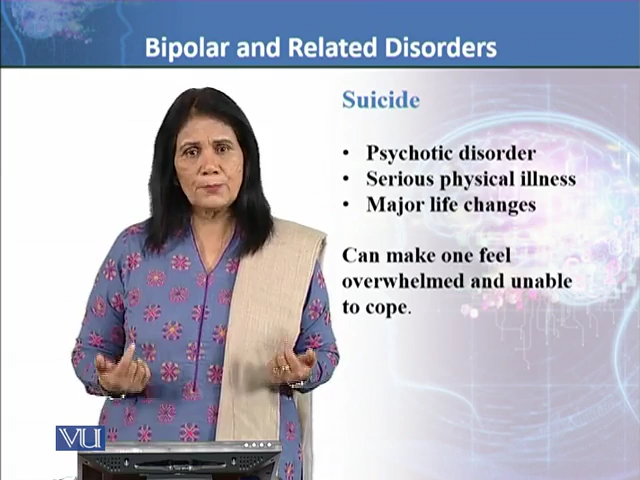 Bipolar and Related Disorders
Suicide
• Psychotic disorder
• Serious physical illness
• Major life changes
Can make one feel
overwhelmed and unable
to cope.
VU